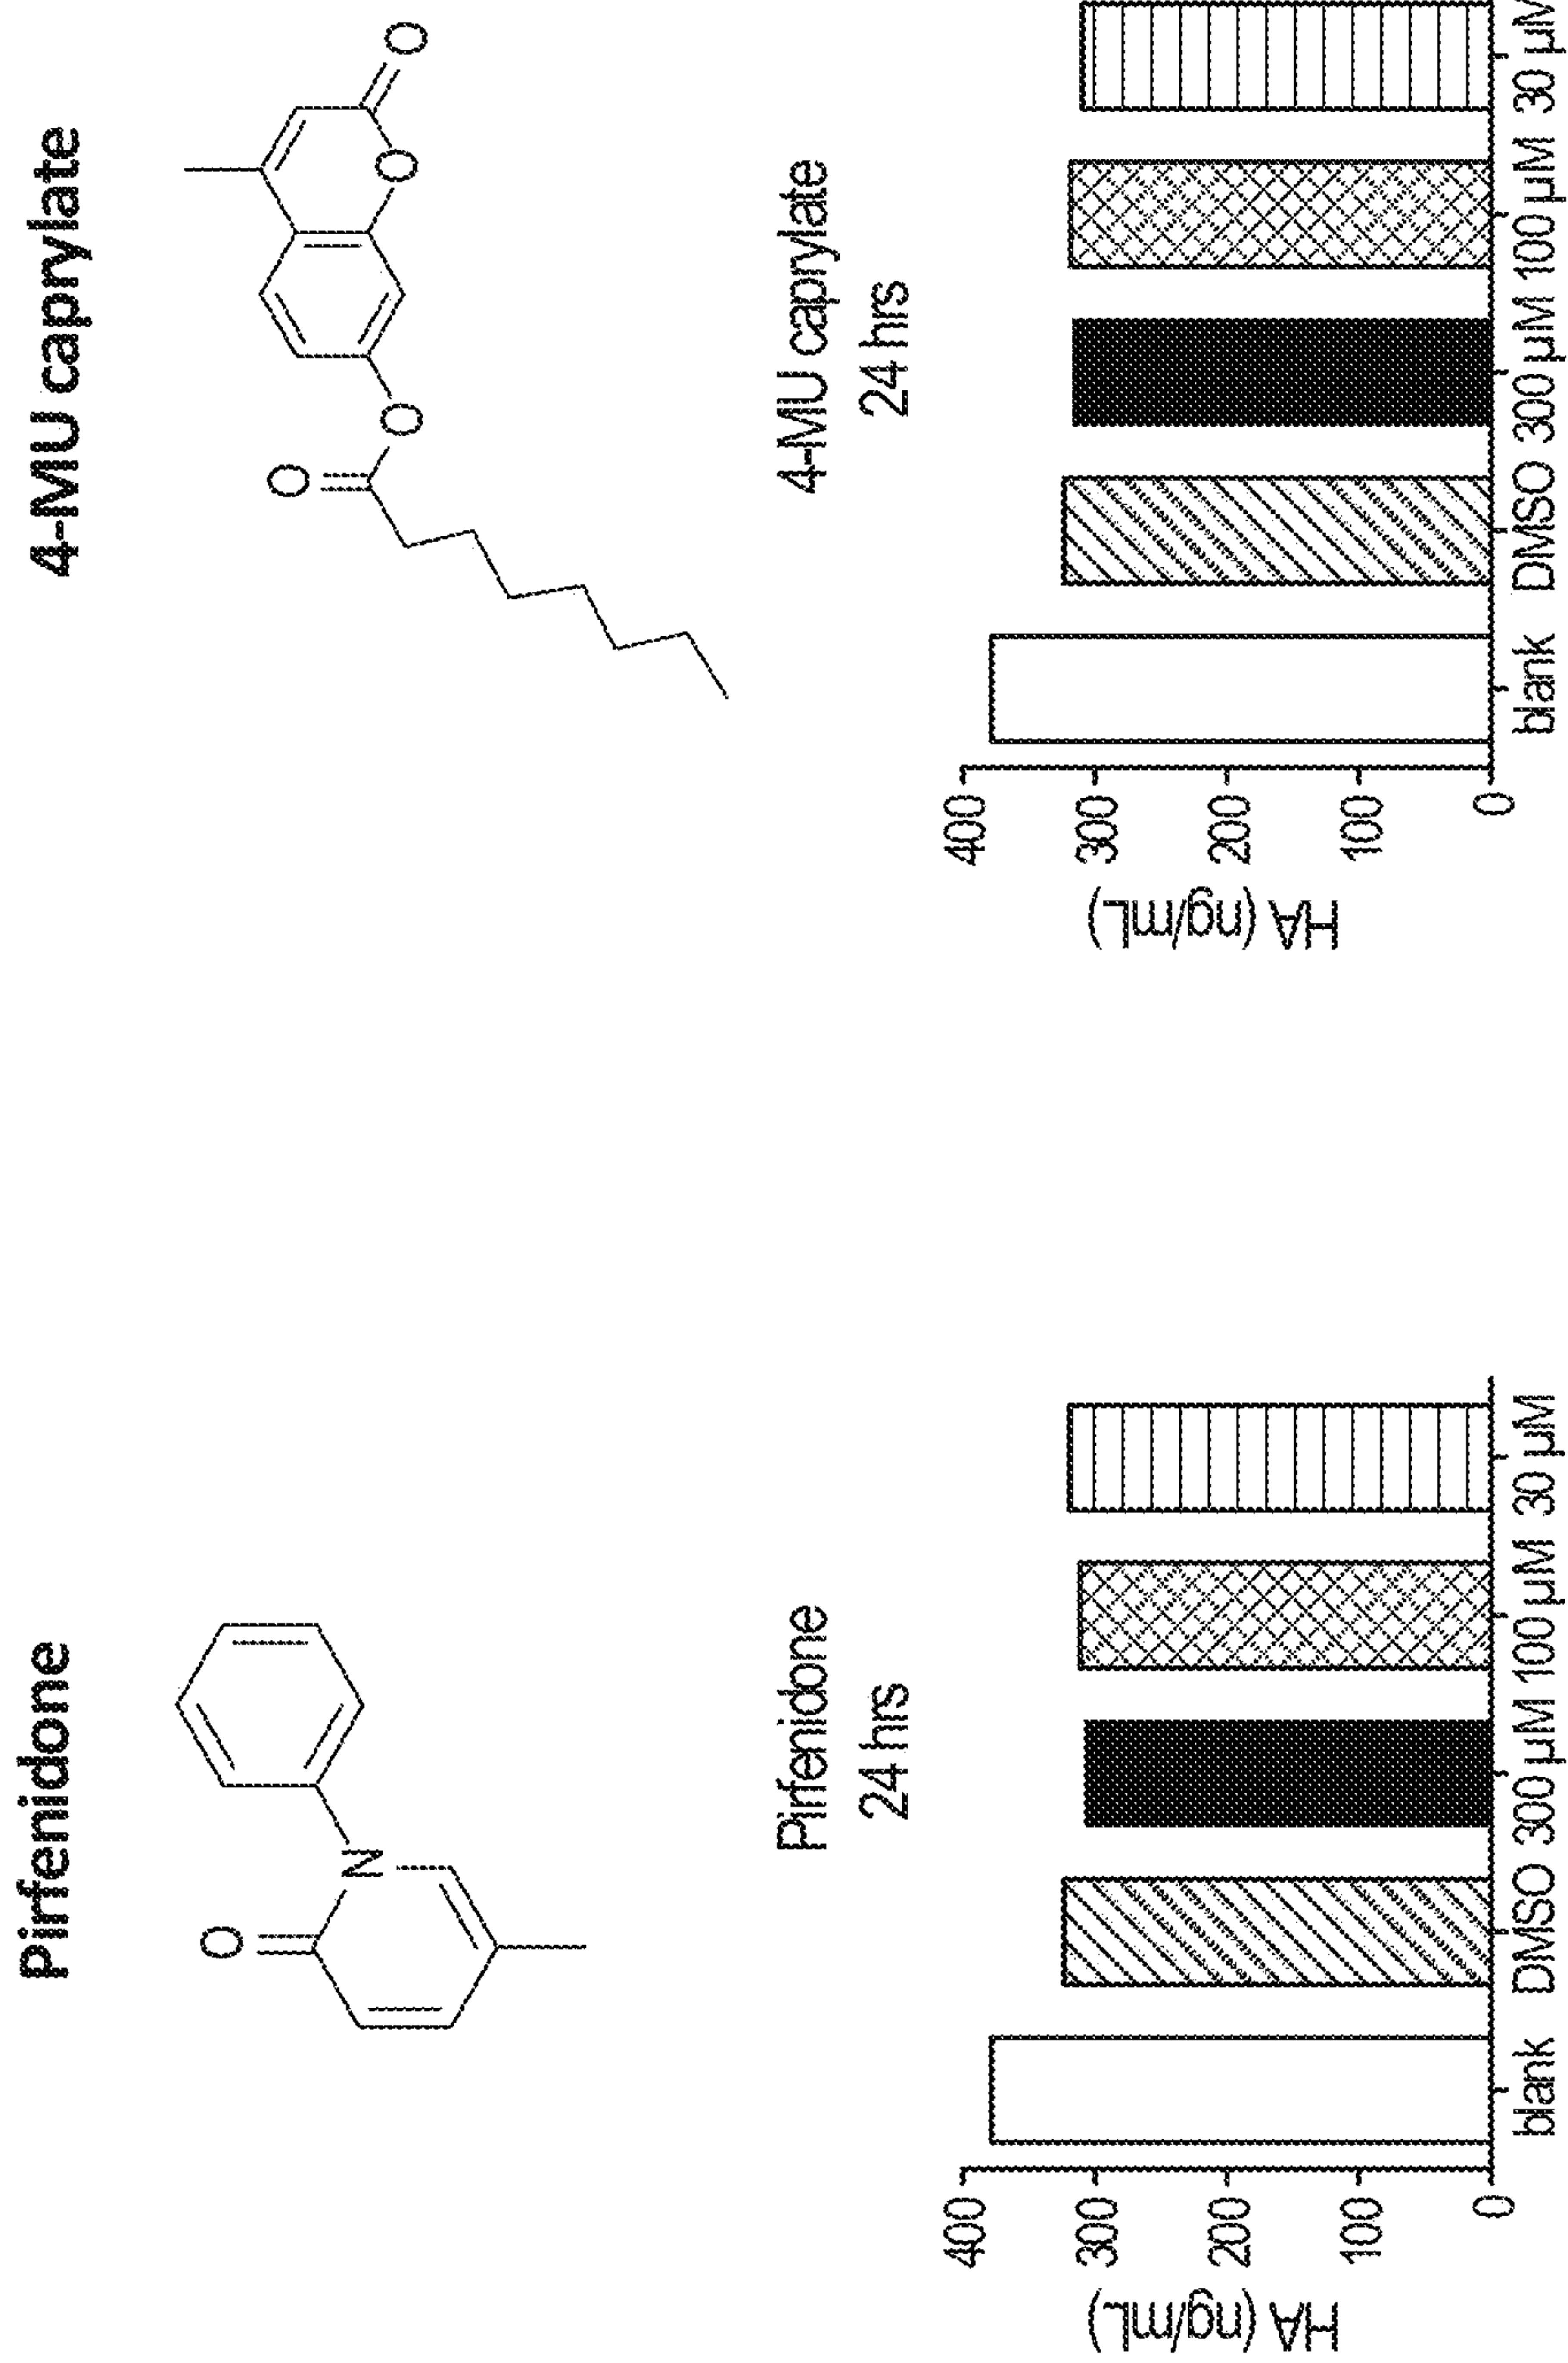 Pirfenidone
O
N
Pirfenidone
24 hrs
HA (ng/mL)
400
300
200
100
0
blank
DMSO
300 µM
100 µM
30 µM
4-MU caprylate
O
O
O
O
4-MU caprylate
24 hrs
HA (ng/mL)
400
300
200
100
0
blank
DMSO
300 µM
100 µM
30 µM